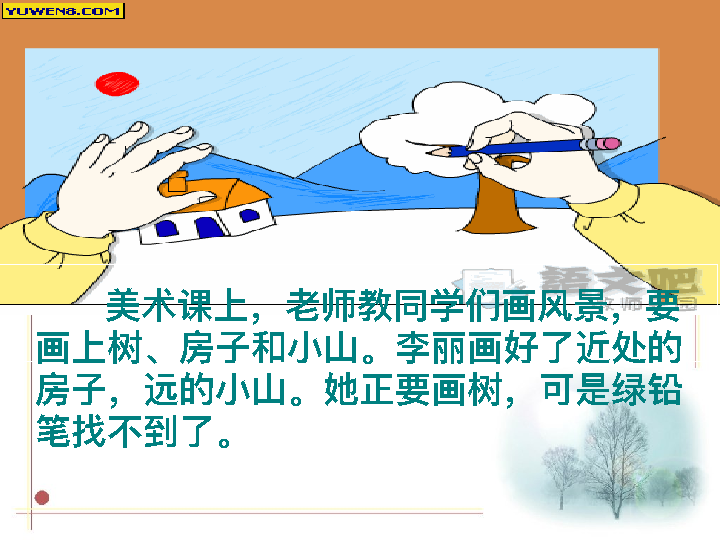 YUWEN8.COM
語文吧
美术课上，老师教同学们画风景，要
画上树、房子和小山。李丽画好了近处的
房子，远的小山。她正要画树，可是绿铅
笔找不到了。